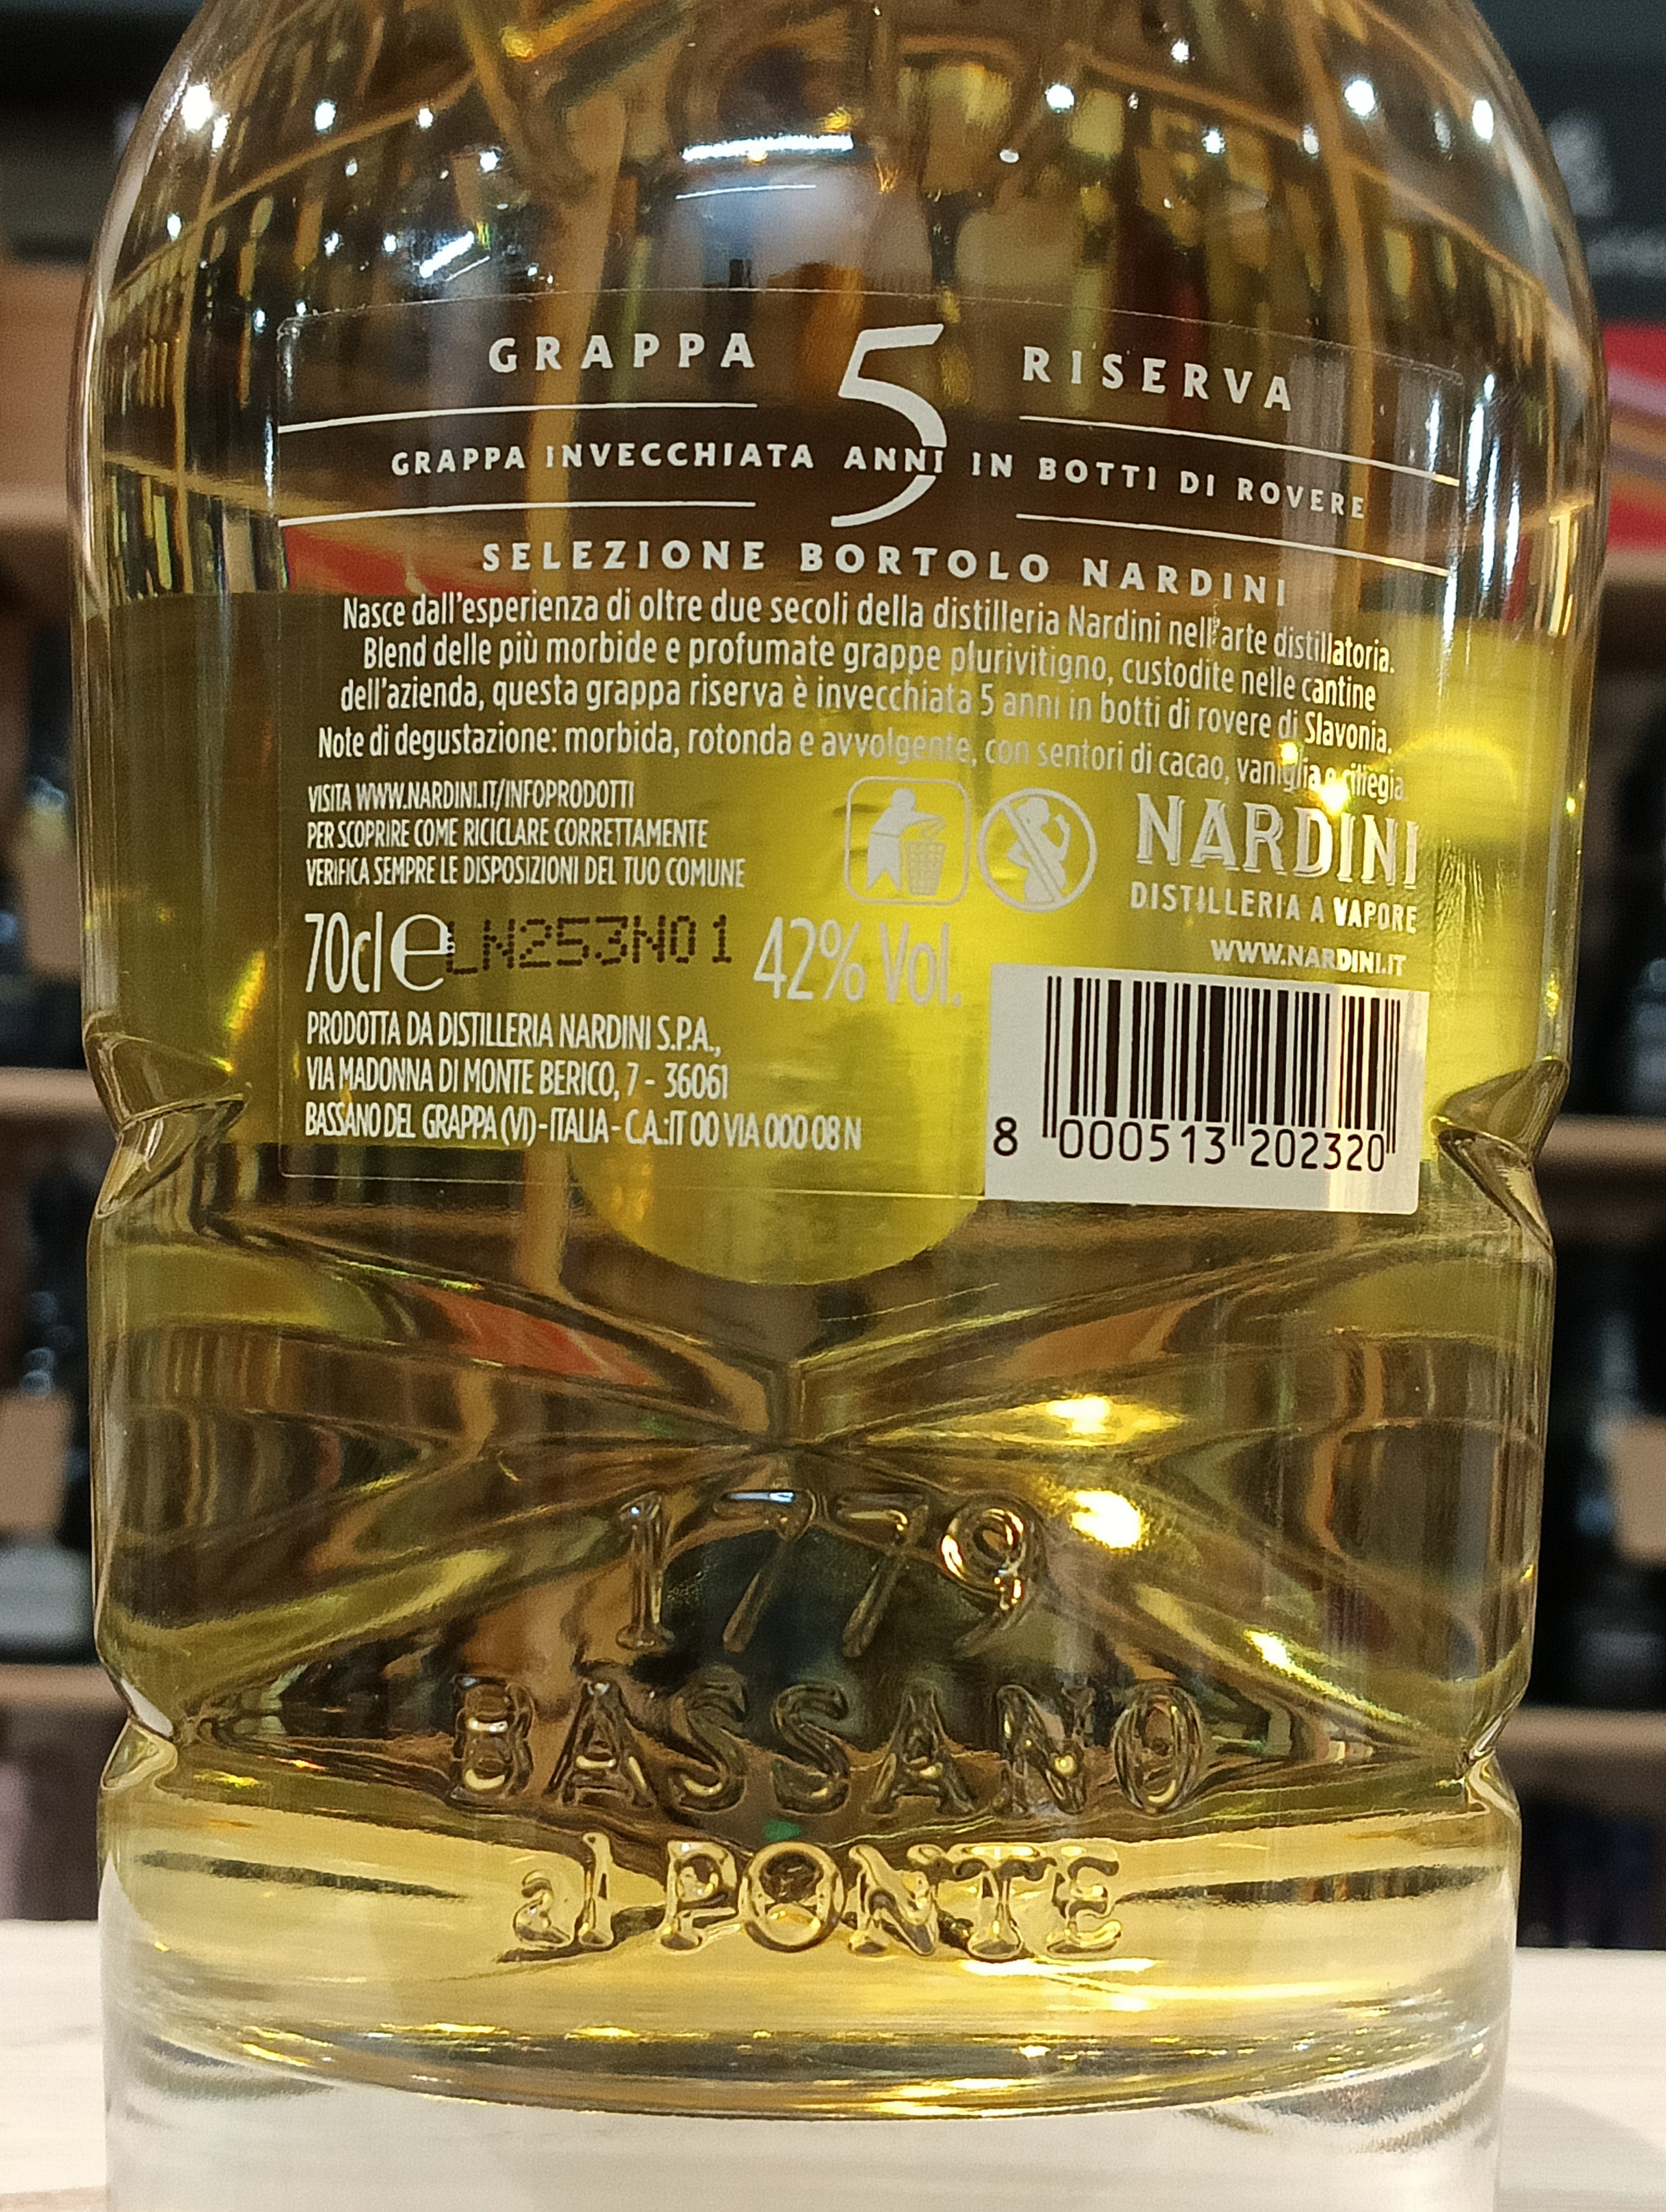 GRAPPA 5 RISERVA
GRAPPA INVECCHIATA ANNI IN BOTTI DI ROVERE
SELEZIONE BORTOLO NARDINI
Nasce dall'esperienza di oltre due secoli della distilleria Nardini nell'arte distillatoria.
Blend delle più morbide e profumate grappe plurivitigno, custodite nelle cantine
dell'azienda, questa grappa riserva è invecchiata 5 anni in botti di rovere di Slavonia.
Note di degustazione: morbida, rotonda e avvolgente, con sentori di cacao, vaniglia e ciliegia.
VISITA WWW.NARDINI.IT/INFOPRODOTTI
PER SCOPRIRE COME RICICLARE CORRETTAMENTE
VERIFICA SEMPRE LE DISPOSIZIONI DEL TUO COMUNE
NARDINI
DISTILLERIA A VAPORE
WWW.NARDINI.IT
70cl e LN253N01 42% Vol.
PRODOTTA DA DISTILLERIA NARDINI S.P.A.,
VIA MADONNA DI MONTE BERICO, 7 - 36061
BASSANO DEL GRAPPA (VI) - ITALIA - C.A.:IT 00 VIA 000 08 N
8 000513 202320
1779
BASSANO
al PONTE